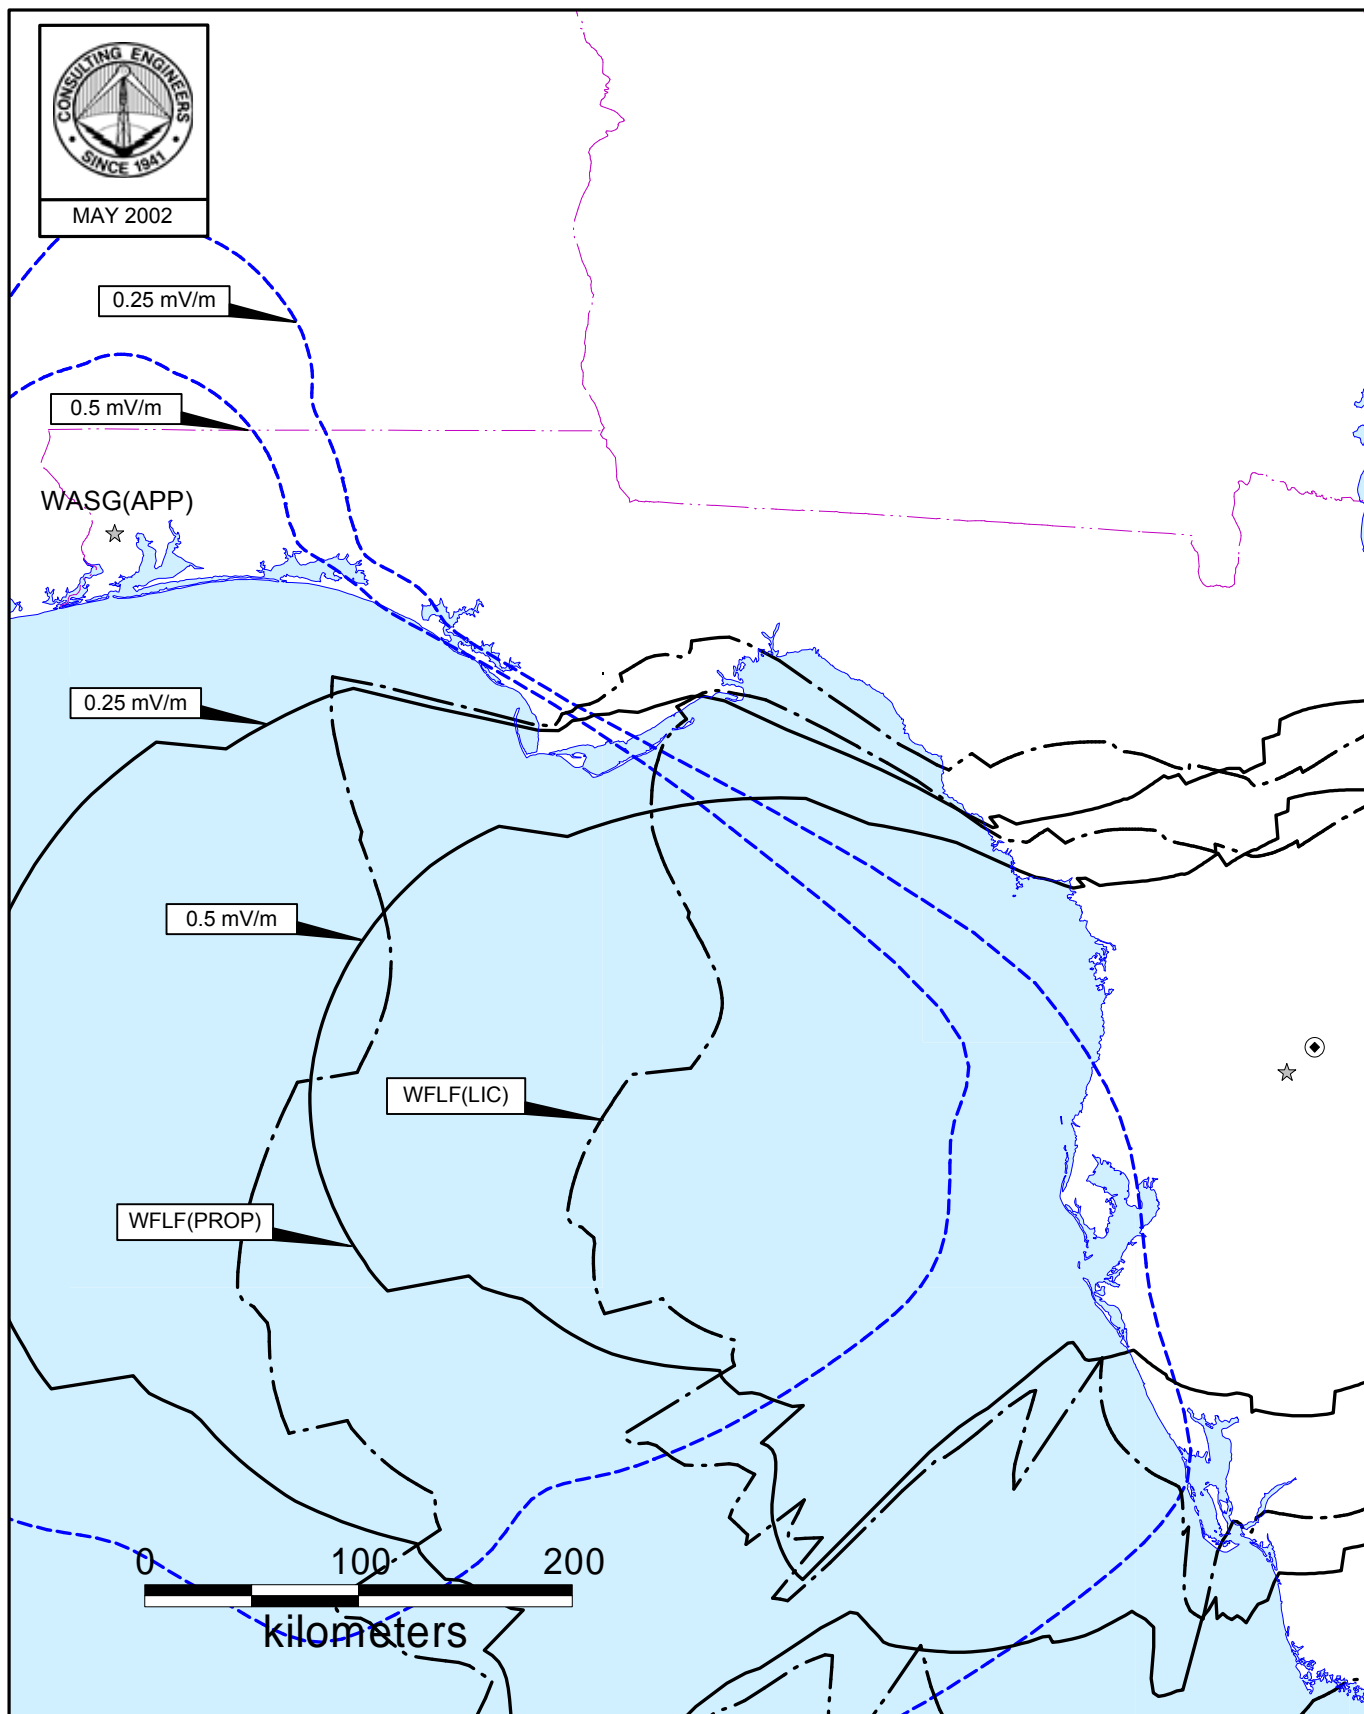 CONSULTING ENGINEERS
• SINCE 1941 •
MAY 2002
0.25 mV/m
0.5 mV/m
WASG(APP)
0.25 mV/m
0.5 mV/m
WFLF(LIC)
WFLF(PROP)
0 100 200
kilometers